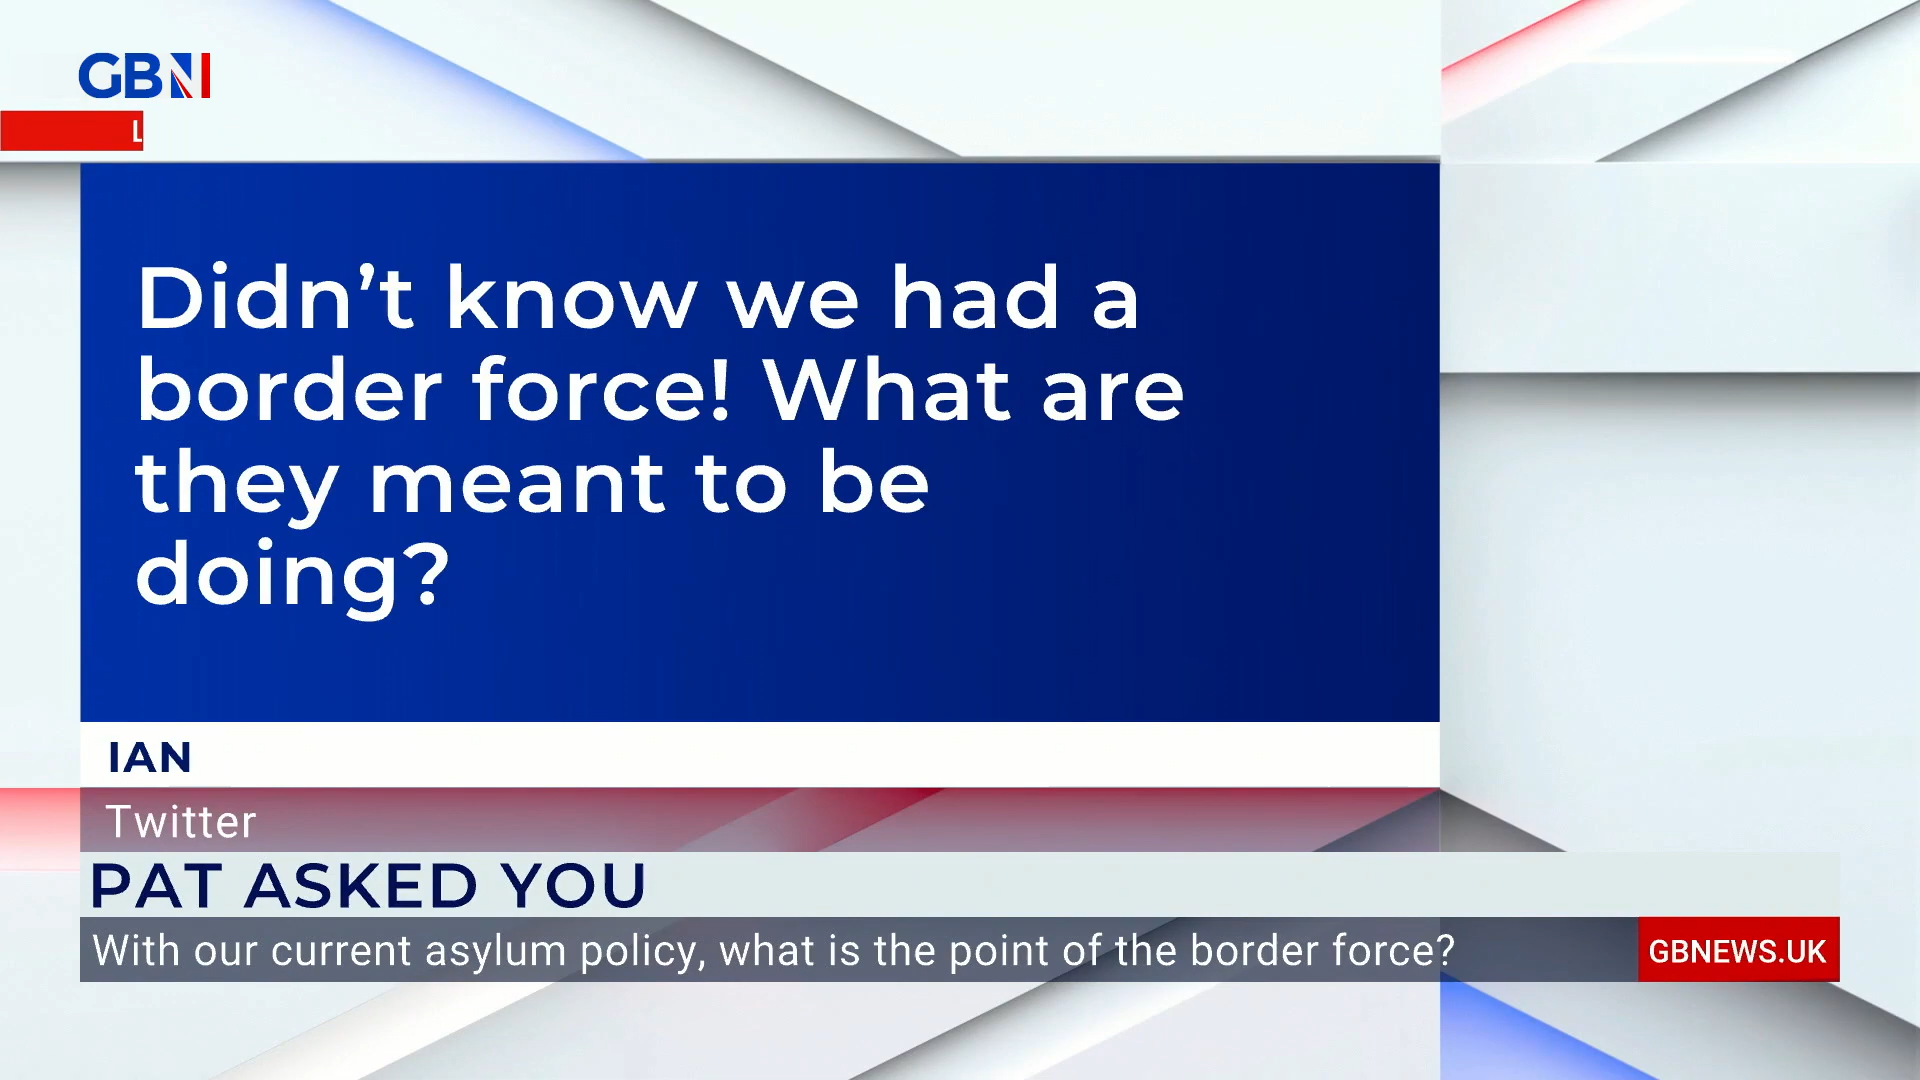 GBN
L
Didn’t know we had a
border force! What are
they meant to be
doing?
IAN
Twitter
PAT ASKED YOU
With our current asylum policy, what is the point of the border force?
GBNEWS.UK